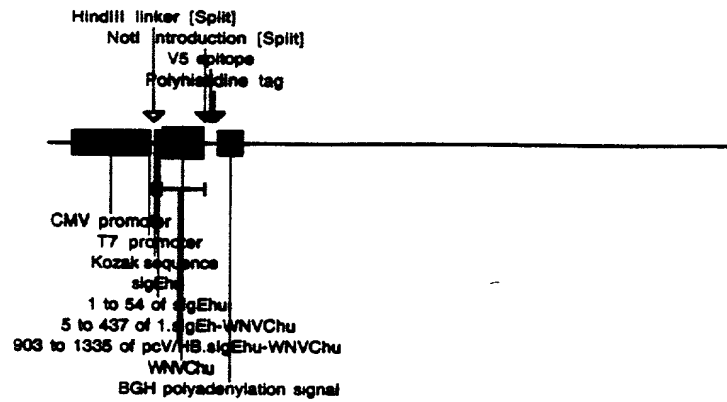 HindIII linker [Split]
NotI introduction [Split]
V5 epitope
Polyhistidine tag
CMV promoter
T7 promoter
Kozak sequence
sigEhu
1 to 54 of sigEhu
5 to 437 of 1.sigEh-WNVChu
903 to 1335 of pcV/HB.sigEhu-WNVChu
WNVChu
BGH polyadenylation signal